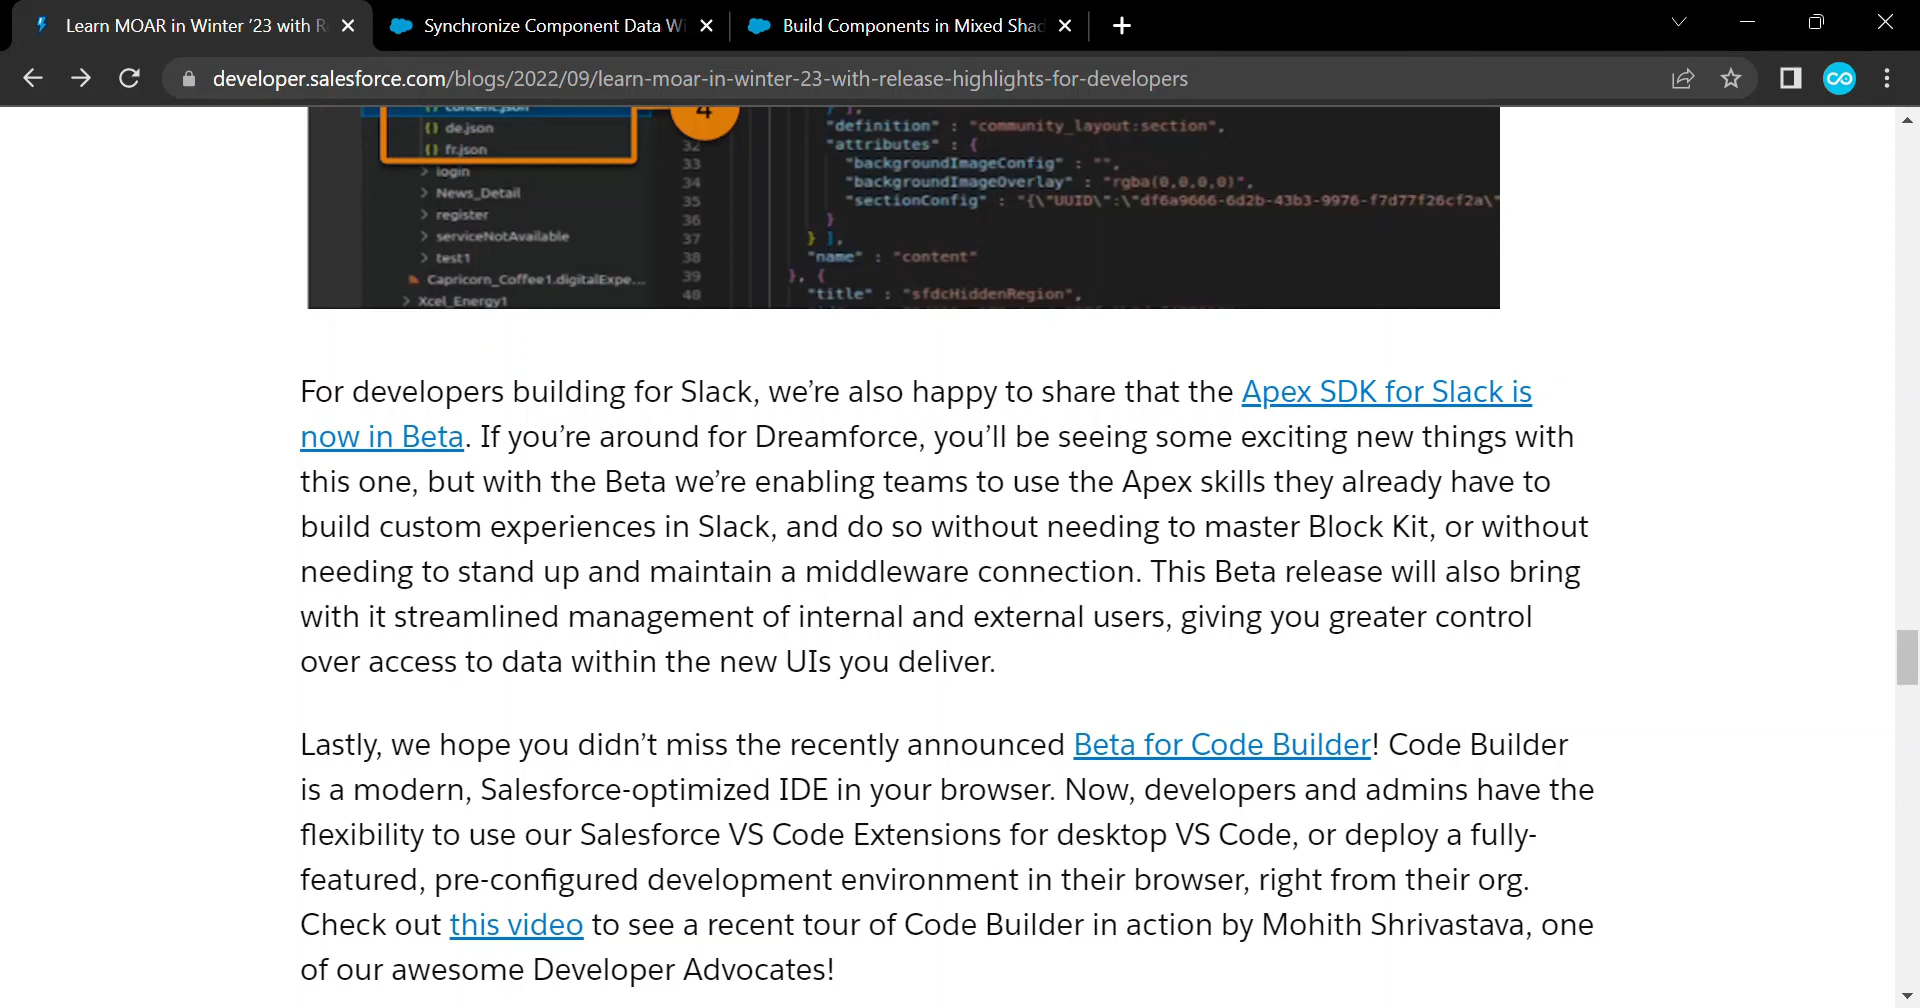 Learn MOAR in Winter ’23 with R
Synchronize Component Data W
Build Components in Mixed Shad
developer.salesforce.com/blogs/2022/09/learn-moar-in-winter-23-with-release-highlights-for-developers
content.json
4
{} de.json
{} fr.json
> login
> News_Detail
> register
> serviceNotAvailable
> test1
Capricorn_Coffee1.digitalExpe...
> Xcel_Energy1
} ],
"definition" : "community_layout:section",
32 "attributes" : {
33 "backgroundImageConfig" : "",
34 "backgroundImageOverlay" : "rgba(0,0,0,0)",
35 "sectionConfig" : "{\"UUID\":\"df6a9666-6d2b-43b3-9976-f7d77f26cf2a\"
36 }
37 } ],
38 "name" : "content"
39 }, {
40 "title" : "sfdcHiddenRegion",
For developers building for Slack, we’re also happy to share that the Apex SDK for Slack is
now in Beta. If you’re around for Dreamforce, you’ll be seeing some exciting new things with
this one, but with the Beta we’re enabling teams to use the Apex skills they already have to
build custom experiences in Slack, and do so without needing to master Block Kit, or without
needing to stand up and maintain a middleware connection. This Beta release will also bring
with it streamlined management of internal and external users, giving you greater control
over access to data within the new UIs you deliver.
Lastly, we hope you didn’t miss the recently announced Beta for Code Builder! Code Builder
is a modern, Salesforce-optimized IDE in your browser. Now, developers and admins have the
flexibility to use our Salesforce VS Code Extensions for desktop VS Code, or deploy a fully-
featured, pre-configured development environment in their browser, right from their org.
Check out this video to see a recent tour of Code Builder in action by Mohith Shrivastava, one
of our awesome Developer Advocates!